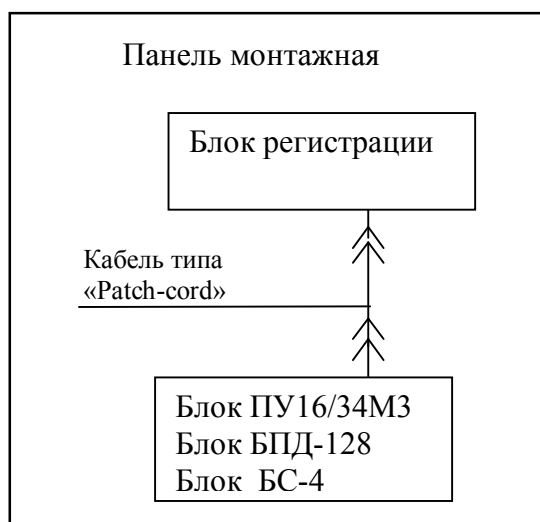 Панель монтажная
Блок регистрации
Кабель типа
«Patch-cord»
Блок ПУ16/34М3
Блок БПД-128
Блок БС-4